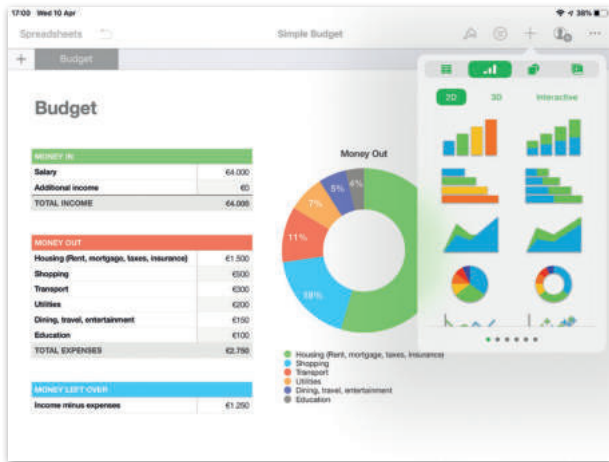 17:00 Wed 10 Apr
38%
Spreadsheets
Simple Budget
Budget
Budget
2D 3D Interactive
MONEY IN
Salary €4.000
Additional income €0
TOTAL INCOME €4.000
MONEY OUT
Housing (Rent, mortgage, taxes, insurance) €1.500
Shopping €500
Transport €300
Utilities €200
Dining, travel, entertainment €150
Education €100
TOTAL EXPENSES €2.750
MONEY LEFT OVER
Income minus expenses €1.250
Money Out
4%
5%
7%
11%
18%
Housing (Rent, mortgage, taxes, insurance)
Shopping
Transport
Utilities
Dining, travel, entertainment
Education